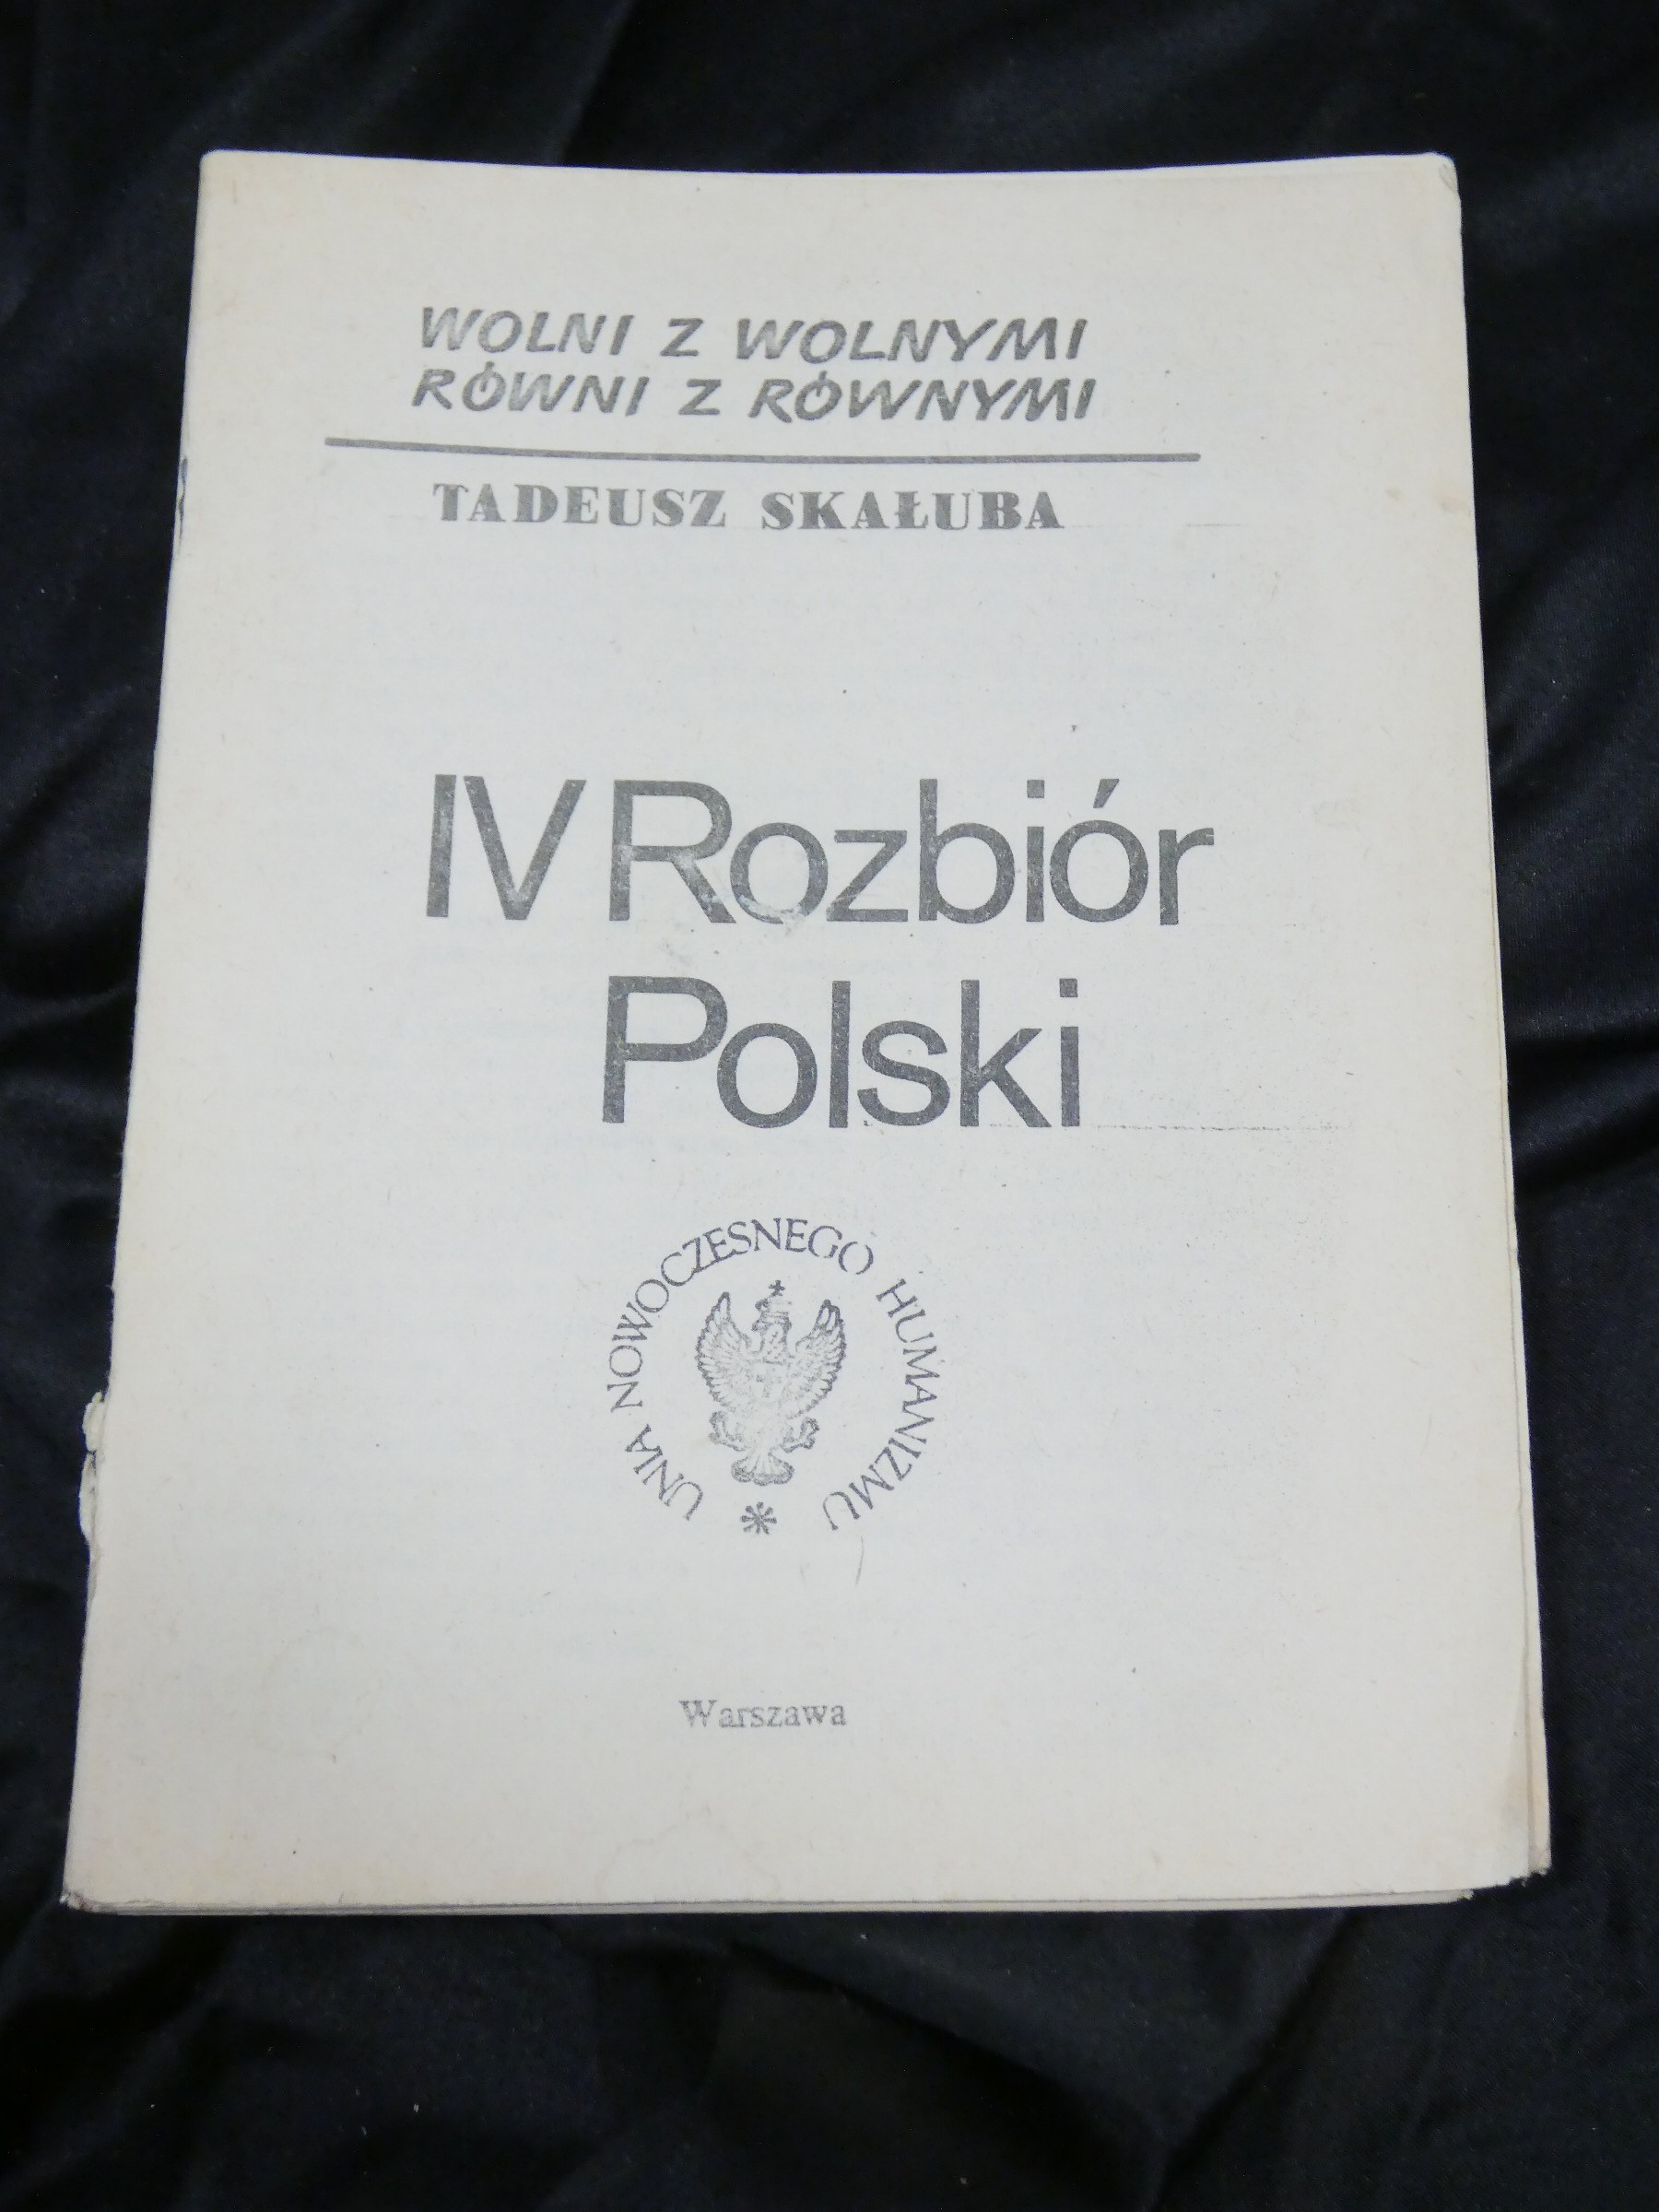 WOLNI Z WOLNYMI
RÓWNI Z RÓWNYMI
TADEUSZ SKAŁUBA
IV Rozbiór
Polski
UNIA NOWOCZESNEGO HUMANIZMU *
Warszawa